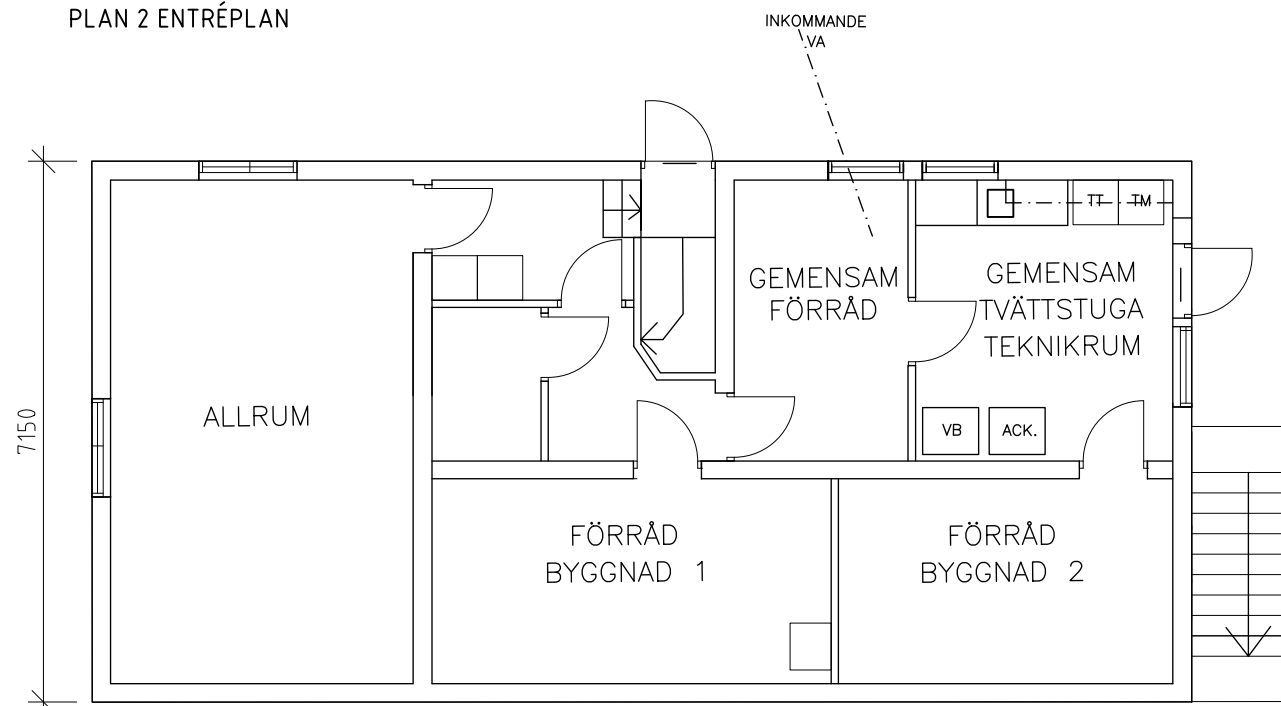 PLAN 2 ENTRÉPLAN
INKOMMANDE
VA
TT TM
GEMENSAM
FÖRRÅD
GEMENSAM
TVÄTTSTUGA
TEKNIKRUM
7150
ALLRUM
VB
ACK.
FÖRRÅD
BYGGNAD 1
FÖRRÅD
BYGGNAD 2